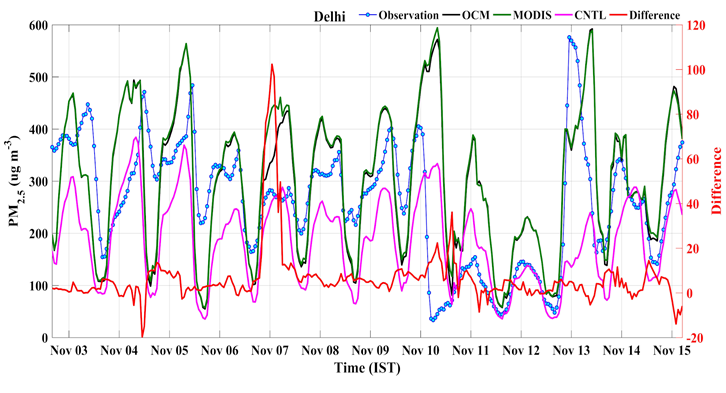 Delhi Observation OCM MODIS CNTL Difference
600 120
500 100
400 80
300 60
200 40
100 20
0 0
-20
PM2.5 (ug m-3)
Difference
Nov 03 Nov 04 Nov 05 Nov 06 Nov 07 Nov 08 Nov 09 Nov 10 Nov 11 Nov 12 Nov 13 Nov 14 Nov 15
Time (IST)